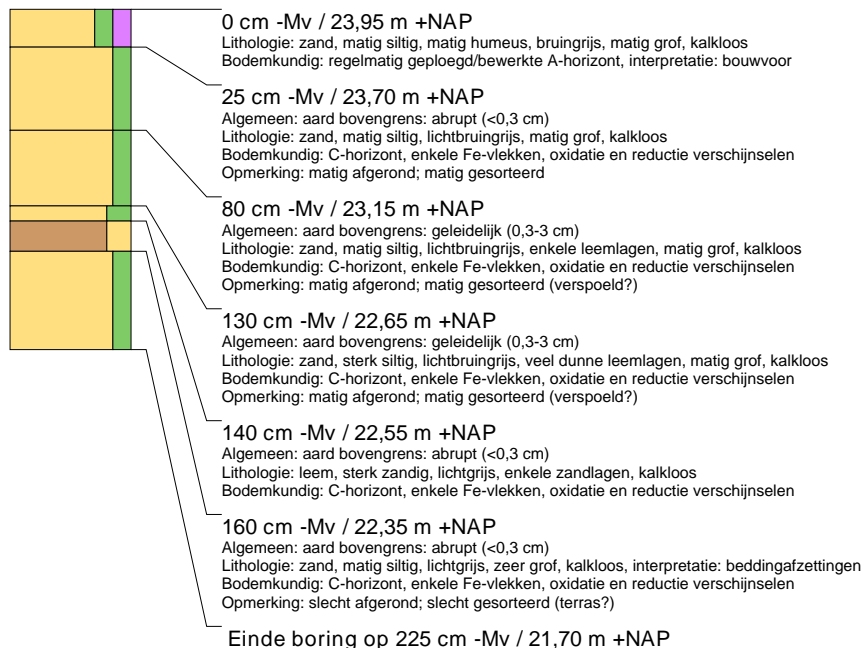 0 cm -Mv / 23,95 m +NAP
Lithologie: zand, matig siltig, matig humeus, bruingrijs, matig grof, kalkloos
Bodemkundig: regelmatig geploegd/bewerkte A-horizont, interpretatie: bouwvoor
25 cm -Mv / 23,70 m +NAP
Algemeen: aard bovengrens: abrupt (<0,3 cm)
Lithologie: zand, matig siltig, lichtbruingrijs, matig grof, kalkloos
Bodemkundig: C-horizont, enkele Fe-vlekken, oxidatie en reductie verschijnselen
Opmerking: matig afgerond; matig gesorteerd
80 cm -Mv / 23,15 m +NAP
Algemeen: aard bovengrens: geleidelijk (0,3-3 cm)
Lithologie: zand, matig siltig, lichtbruingrijs, enkele leemlagen, matig grof, kalkloos
Bodemkundig: C-horizont, enkele Fe-vlekken, oxidatie en reductie verschijnselen
Opmerking: matig afgerond; matig gesorteerd (verspoeld?)
130 cm -Mv / 22,65 m +NAP
Algemeen: aard bovengrens: geleidelijk (0,3-3 cm)
Lithologie: zand, sterk siltig, lichtbruingrijs, veel dunne leemlagen, matig grof, kalkloos
Bodemkundig: C-horizont, enkele Fe-vlekken, oxidatie en reductie verschijnselen
Opmerking: matig afgerond; matig gesorteerd (verspoeld?)
140 cm -Mv / 22,55 m +NAP
Algemeen: aard bovengrens: abrupt (<0,3 cm)
Lithologie: leem, sterk zandig, lichtgrijs, enkele zandlagen, kalkloos
Bodemkundig: C-horizont, enkele Fe-vlekken, oxidatie en reductie verschijnselen
160 cm -Mv / 22,35 m +NAP
Algemeen: aard bovengrens: abrupt (<0,3 cm)
Lithologie: zand, matig siltig, lichtgrijs, zeer grof, kalkloos, interpretatie: beddingafzettingen
Bodemkundig: C-horizont, enkele Fe-vlekken, oxidatie en reductie verschijnselen
Opmerking: slecht afgerond; slecht gesorteerd (terras?)
Einde boring op 225 cm -Mv / 21,70 m +NAP